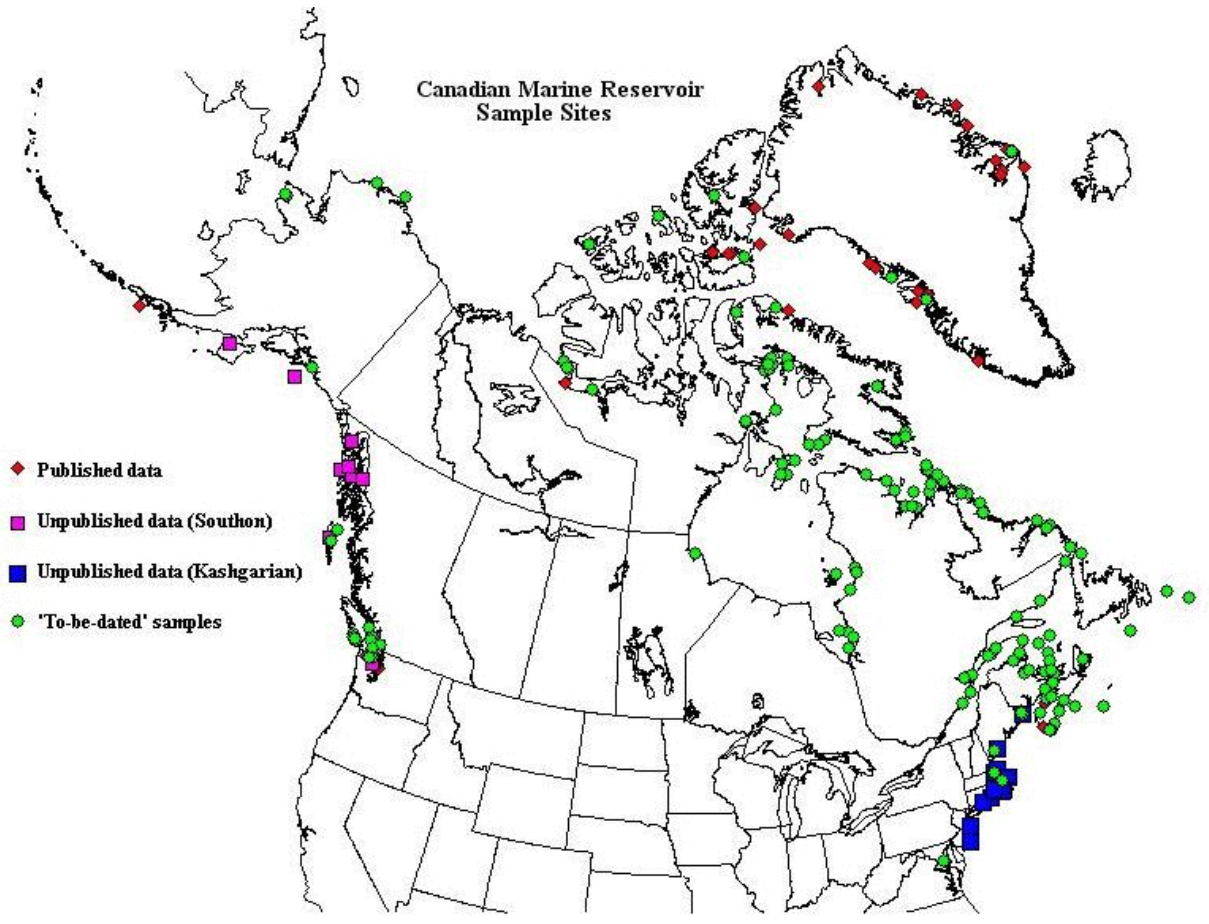 Canadian Marine Reservoir
Sample Sites
Published data
Unpublished data (Southon)
Unpublished data (Kashgarian)
'To-be-dated' samples